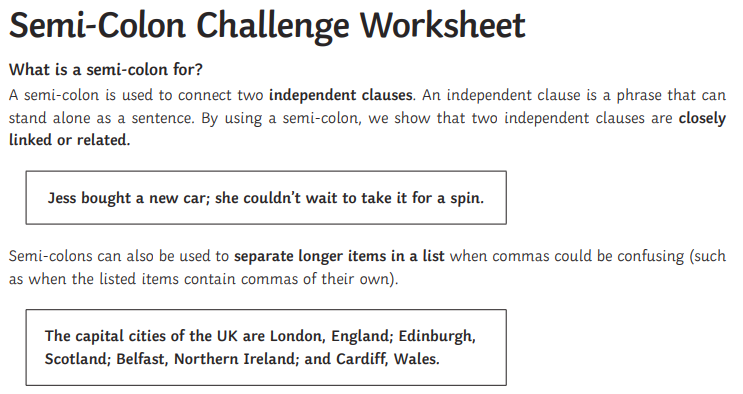 Semi-Colon Challenge Worksheet
What is a semi-colon for?
A semi-colon is used to connect two independent clauses. An independent clause is a phrase that can
stand alone as a sentence. By using a semi-colon, we show that two independent clauses are closely
linked or related.
Jess bought a new car; she couldn't wait to take it for a spin.
Semi-colons can also be used to separate longer items in a list when commas could be confusing (such
as when the listed items contain commas of their own).
The capital cities of the UK are London, England; Edinburgh,
Scotland; Belfast, Northern Ireland; and Cardiff, Wales.